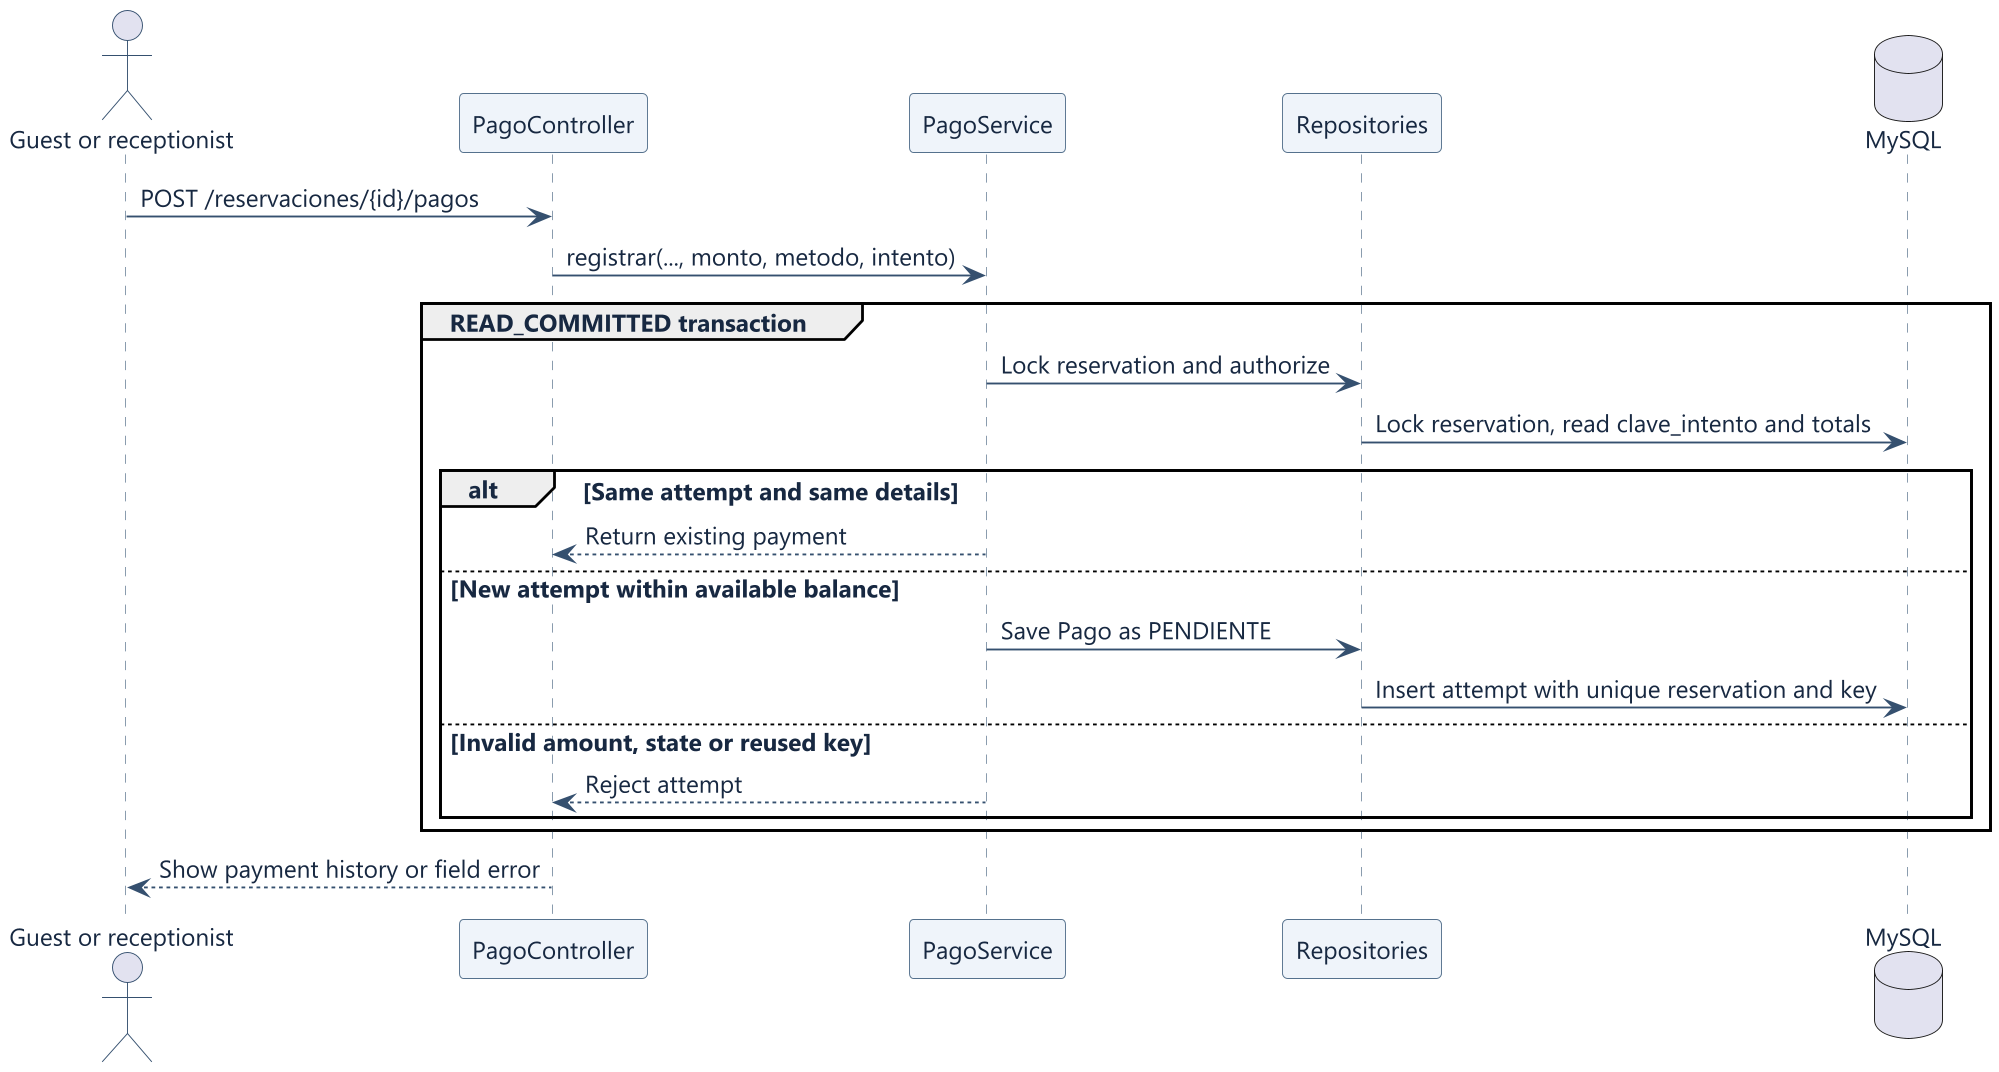 Guest or receptionist
PagoController
PagoService
Repositories
MySQL
POST /reservaciones/{id}/pagos
registrar(..., monto, metodo, intento)
READ_COMMITTED transaction
Lock reservation and authorize
Lock reservation, read clave_intento and totals
alt
[Same attempt and same details]
Return existing payment
[New attempt within available balance]
Save Pago as PENDIENTE
Insert attempt with unique reservation and key
[Invalid amount, state or reused key]
Reject attempt
Show payment history or field error
Guest or receptionist
PagoController
PagoService
Repositories
MySQL